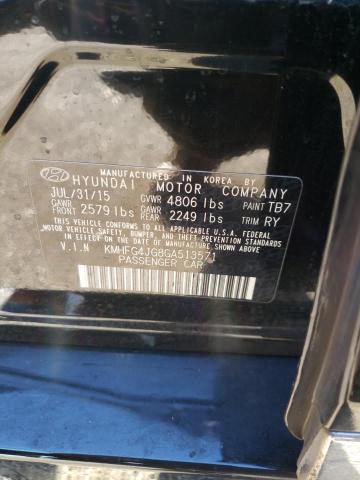 MANUFACTURED IN KOREA BY
HYUNDAI MOTOR COMPANY
JUL/31/15 GVWR 4806 lbs PAINT TB7
GAWR FRONT 2579 lbs GAWR REAR 2249 lbs TRIM RY
THIS VEHICLE CONFORMS TO ALL APPLICABLE U.S.A. FEDERAL
MOTOR VEHICLE SAFETY, BUMPER, AND THEFT PREVENTION
STANDARDS IN EFFECT ON THE DATE OF MANUFACTURE SHOWN ABOVE.
V.I.N KMHFG4JG8GA513571
PASSENGER CAR